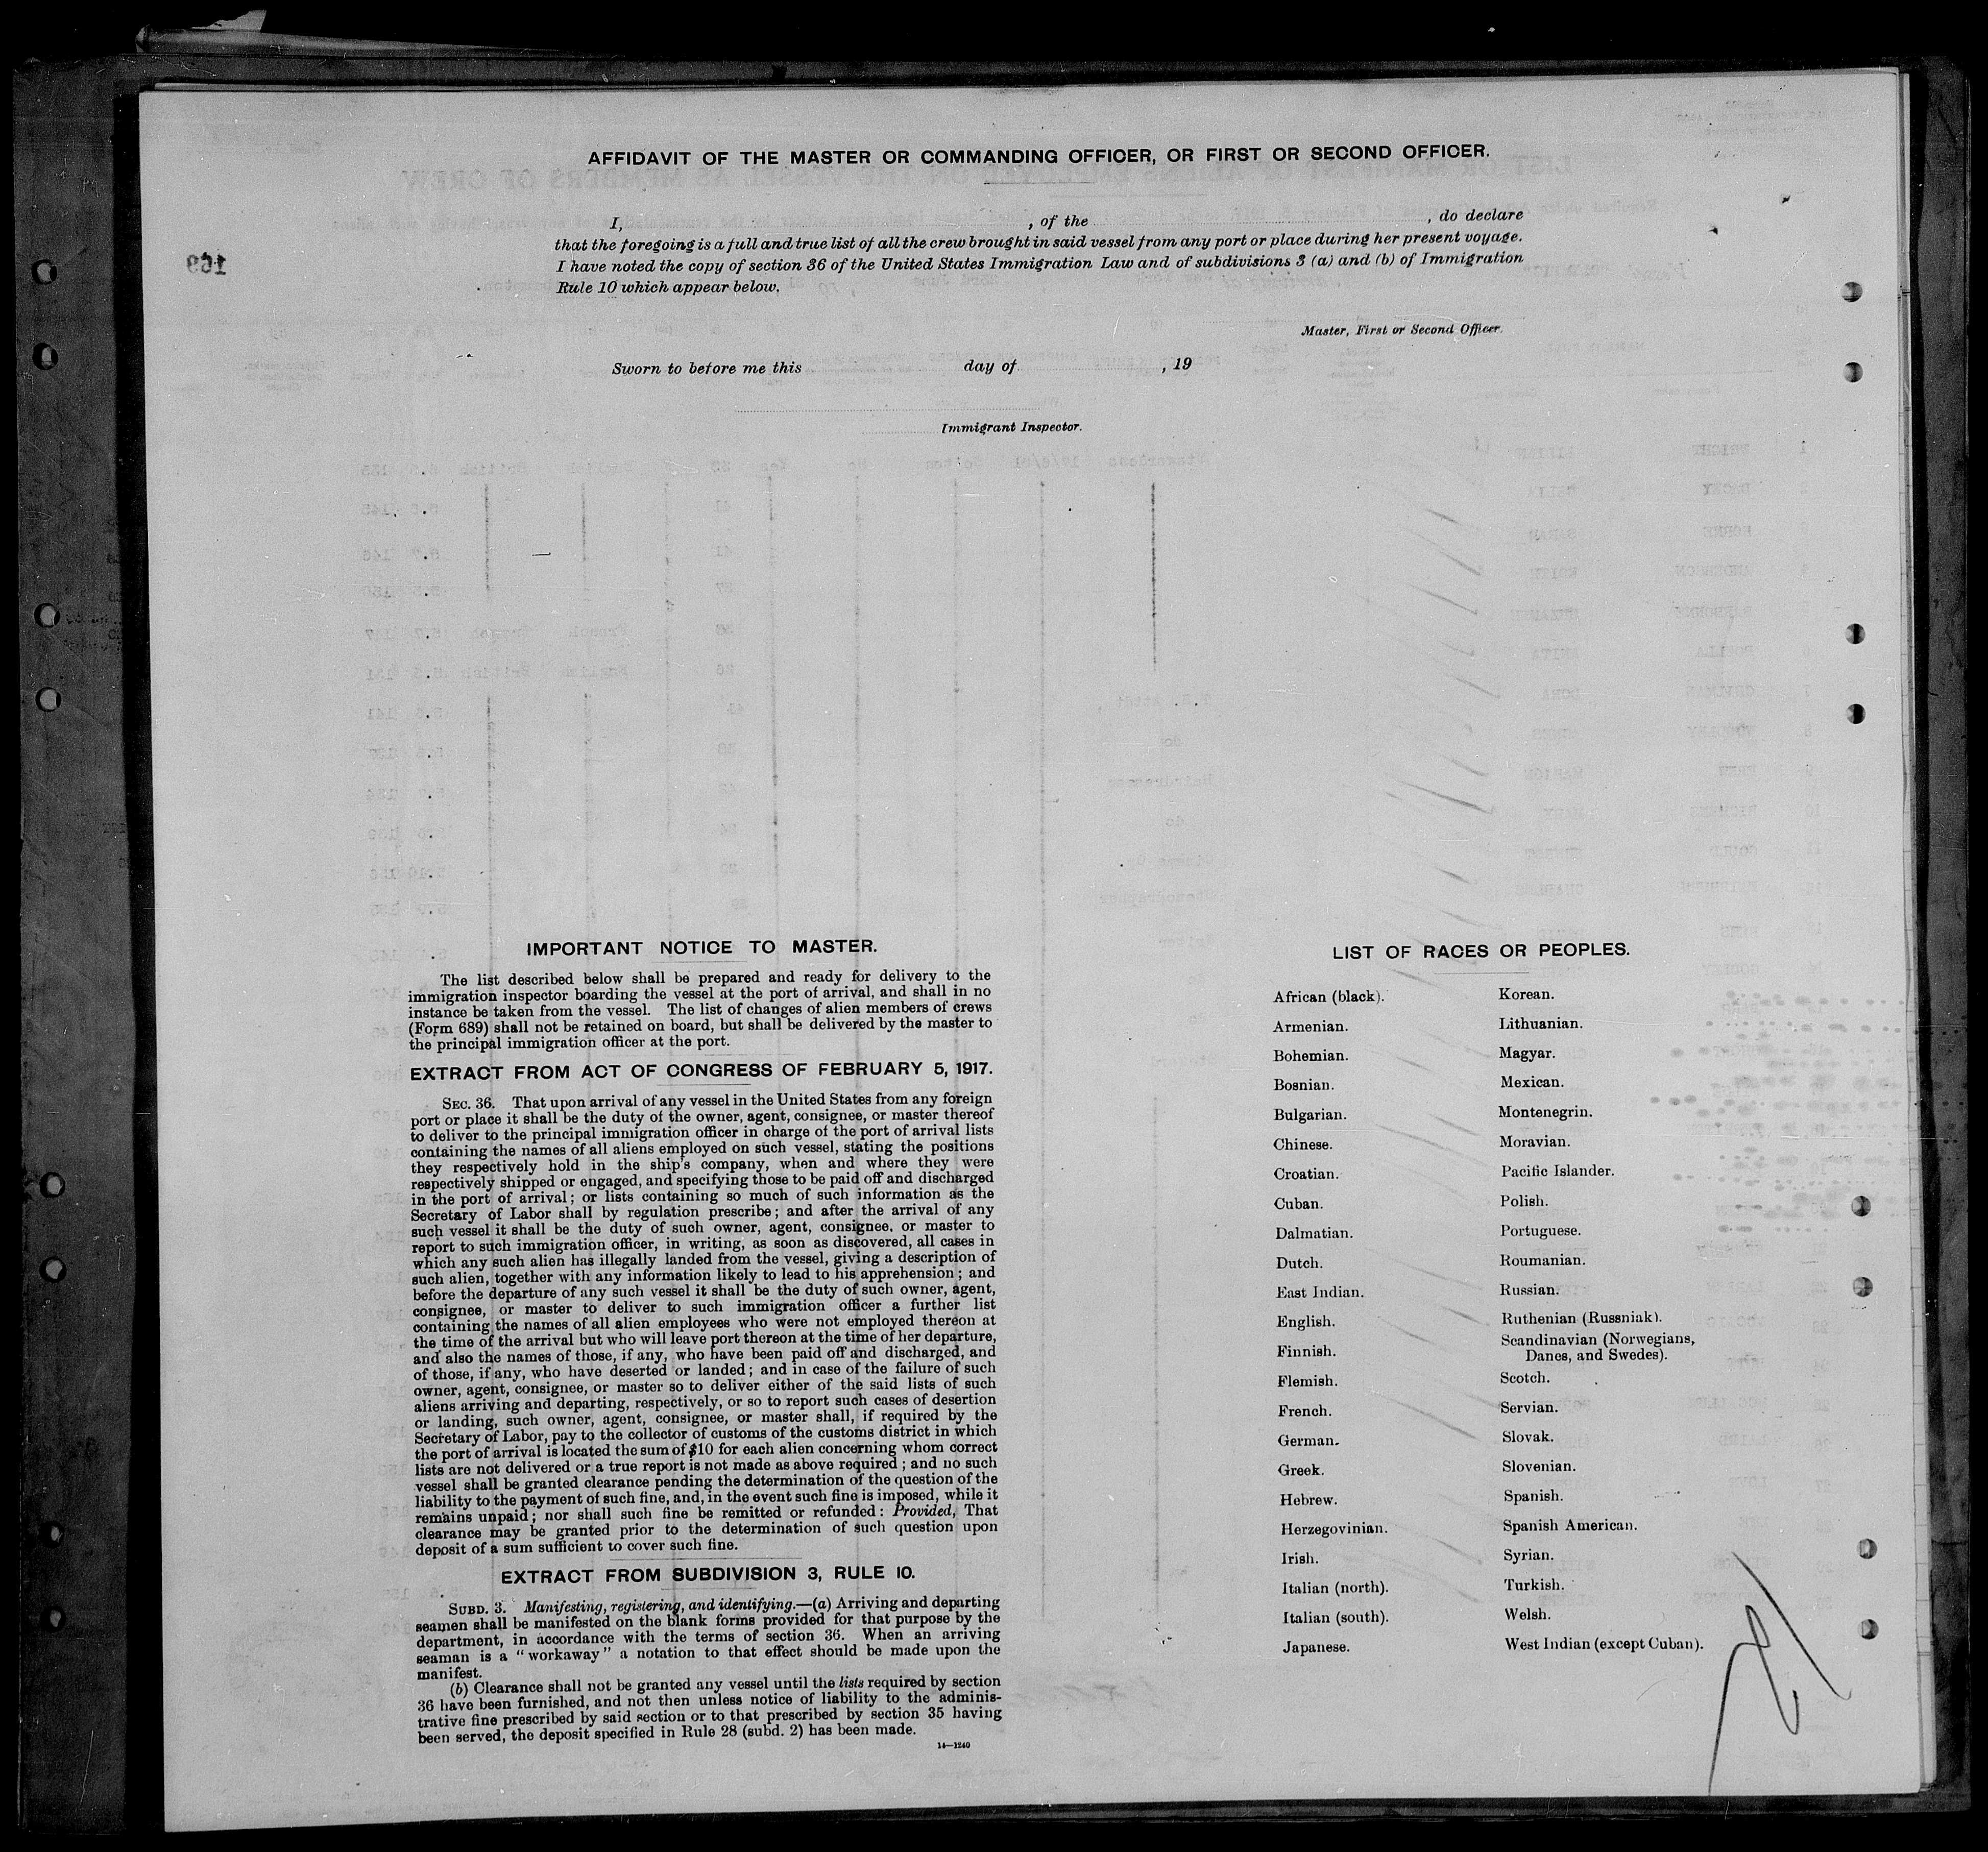 AFFIDAVIT OF THE MASTER OR COMMANDING OFFICER, OR FIRST OR SECOND OFFICER.
I, , of the , do declare
that the foregoing is a full and true list of all the crew brought in said vessel from any port or place during her present voyage.
I have noted the copy of section 36 of the United States Immigration Law and of subdivisions 3 (a) and (b) of Immigration
Rule 10 which appear below.
Master, First or Second Officer.
Sworn to before me this day of , 19
Immigrant Inspector.
169
IMPORTANT NOTICE TO MASTER.
The list described below shall be prepared and ready for delivery to the
immigration inspector boarding the vessel at the port of arrival, and shall in no
instance be taken from the vessel. The list of changes of alien members of crews
(Form 689) shall not be retained on board, but shall be delivered by the master to
the principal immigration officer at the port.
EXTRACT FROM ACT OF CONGRESS OF FEBRUARY 5, 1917.
SEC. 36. That upon arrival of any vessel in the United States from any foreign
port or place it shall be the duty of the owner, agent, consignee, or master thereof
to deliver to the principal immigration officer in charge of the port of arrival lists
containing the names of all aliens employed on such vessel, stating the positions
they respectively hold in the ship's company, when and where they were
respectively shipped or engaged, and specifying those to be paid off and discharged
in the port of arrival; or lists containing so much of such information as the
Secretary of Labor shall by regulation prescribe; and after the arrival of any
such vessel it shall be the duty of such owner, agent, consignee, or master to
report to such immigration officer, in writing, as soon as discovered, all cases in
which any such alien has illegally landed from the vessel, giving a description of
such alien, together with any information likely to lead to his apprehension; and
before the departure of any such vessel it shall be the duty of such owner, agent,
consignee, or master to deliver to such immigration officer a further list
containing the names of all alien employees who were not employed thereon at
the time of the arrival but who will leave port thereon at the time of her departure,
and also the names of those, if any, who have been paid off and discharged, and
of those, if any, who have deserted or landed; and in case of the failure of such
owner, agent, consignee, or master so to deliver either of the said lists of such
aliens arriving and departing, respectively, or so to report such cases of desertion
or landing, such owner, agent, consignee, or master shall, if required by the
Secretary of Labor, pay to the collector of customs of the customs district in which
the port of arrival is located the sum of $10 for each alien concerning whom correct
lists are not delivered or a true report is not made as above required; and no such
vessel shall be granted clearance pending the determination of the question of the
liability to the payment of such fine, and, in the event such fine is imposed, while it
remains unpaid; nor shall such fine be remitted or refunded: Provided, That
clearance may be granted prior to the determination of such question upon
deposit of a sum sufficient to cover such fine.
EXTRACT FROM SUBDIVISION 3, RULE 10.
SUBD. 3. Manifesting, registering, and identifying.—(a) Arriving and departing
seamen shall be manifested on the blank forms provided for that purpose by the
department, in accordance with the terms of section 36. When an arriving
seaman is a "workaway" a notation to that effect should be made upon the
manifest.
(b) Clearance shall not be granted any vessel until the lists required by section
36 have been furnished, and not then unless notice of liability to the adminis-
trative fine prescribed by said section or to that prescribed by section 35 having
been served, the deposit specified in Rule 28 (subd. 2) has been made.
14—1240
LIST OF RACES OR PEOPLES.
African (black).
Armenian.
Bohemian.
Bosnian.
Bulgarian.
Chinese.
Croatian.
Cuban.
Dalmatian.
Dutch.
East Indian.
English.
Finnish.
Flemish.
French.
German.
Greek.
Hebrew.
Herzegovinian.
Irish.
Italian (north).
Italian (south).
Japanese.
Korean.
Lithuanian.
Magyar.
Mexican.
Montenegrin.
Moravian.
Pacific Islander.
Polish.
Portuguese.
Roumanian.
Russian.
Ruthenian (Russniak).
Scandinavian (Norwegians,
Danes, and Swedes).
Scotch.
Servian.
Slovak.
Slovenian.
Spanish.
Spanish American.
Syrian.
Turkish.
Welsh.
West Indian (except Cuban).